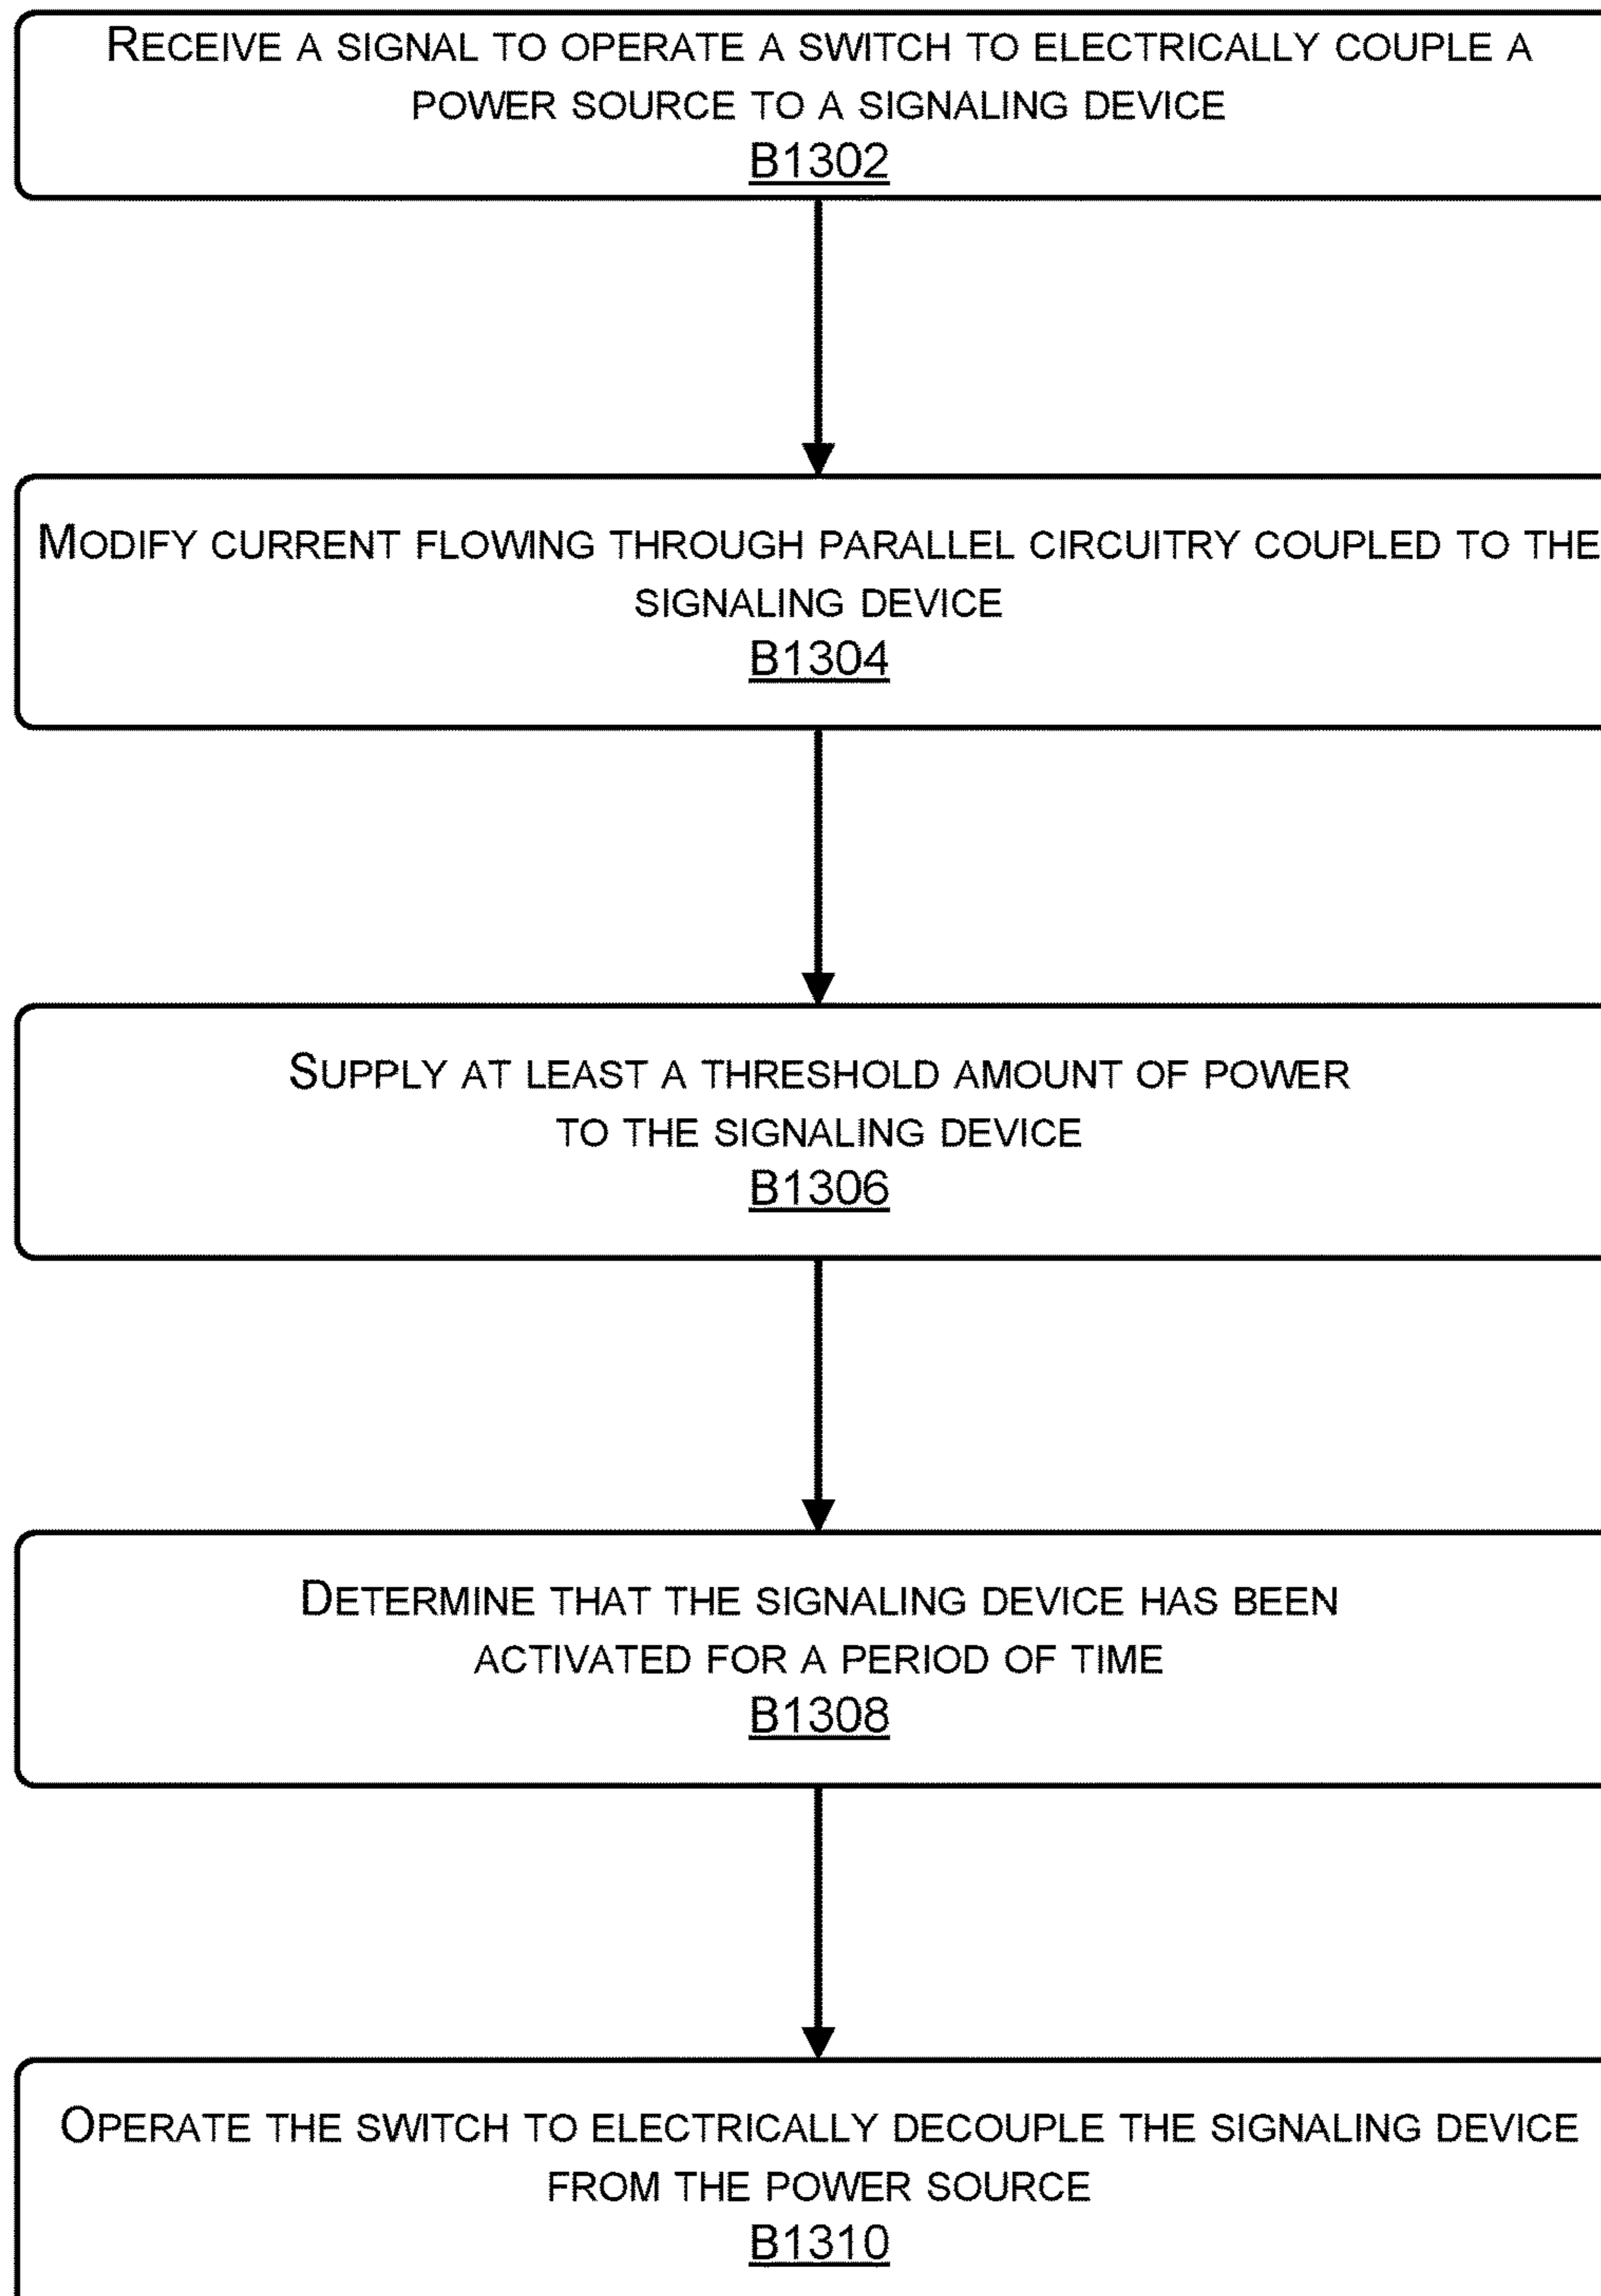 RECEIVE A SIGNAL TO OPERATE A SWITCH TO ELECTRICALLY COUPLE A
POWER SOURCE TO A SIGNALING DEVICE
B1302
MODIFY CURRENT FLOWING THROUGH PARALLEL CIRCUITRY COUPLED TO THE
SIGNALING DEVICE
B1304
SUPPLY AT LEAST A THRESHOLD AMOUNT OF POWER
TO THE SIGNALING DEVICE
B1306
DETERMINE THAT THE SIGNALING DEVICE HAS BEEN
ACTIVATED FOR A PERIOD OF TIME
B1308
OPERATE THE SWITCH TO ELECTRICALLY DECOUPLE THE SIGNALING DEVICE
FROM THE POWER SOURCE
B1310